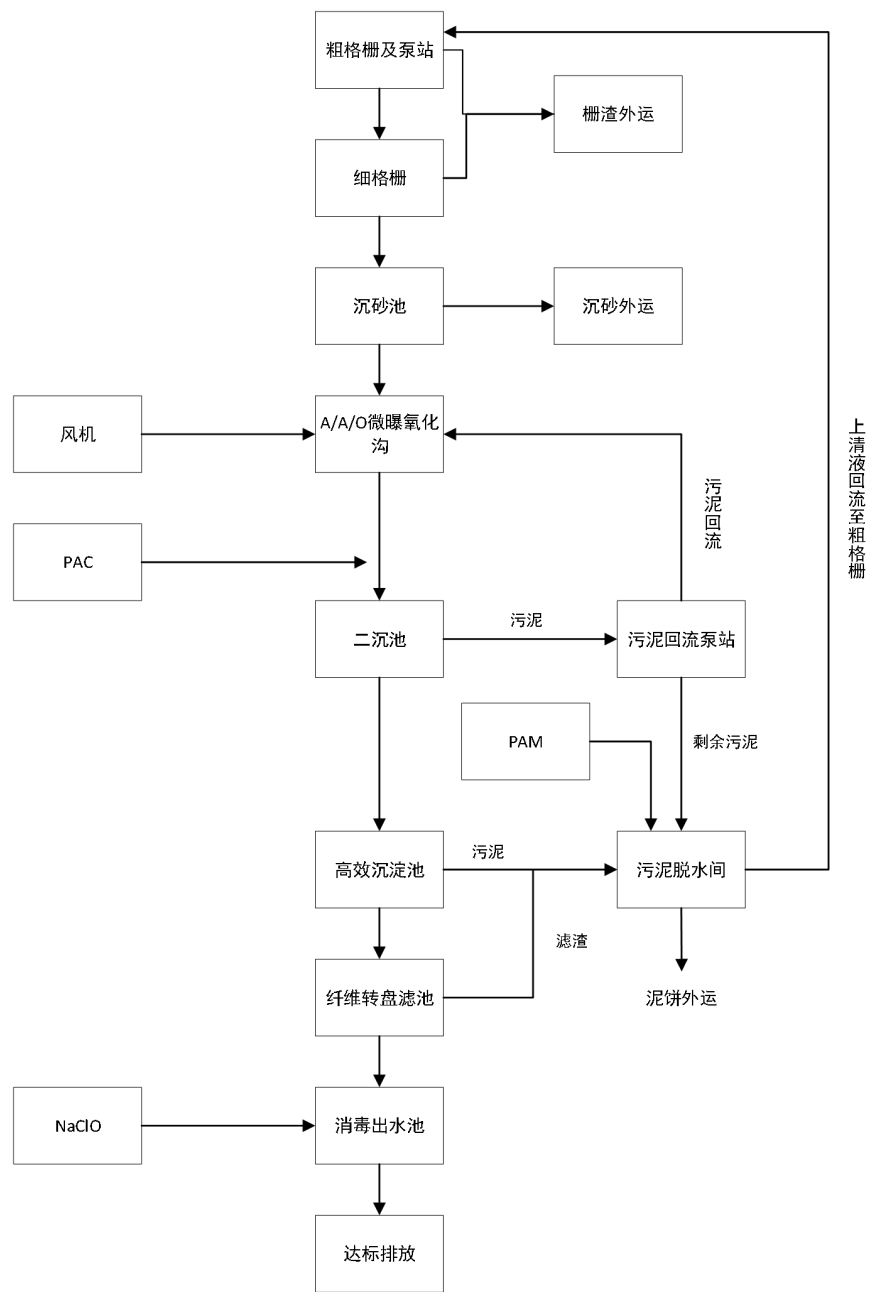 粗格栅及泵站
栅渣外运
细格栅
沉砂池
沉砂外运
风机
A/A/O微曝氧化
沟
污泥回流
上清液回流至粗格栅
PAC
二沉池
污泥
污泥回流泵站
PAM
剩余污泥
高效沉淀池
污泥
污泥脱水间
滤渣
纤维转盘滤池
泥饼外运
NaClO
消毒出水池
达标排放